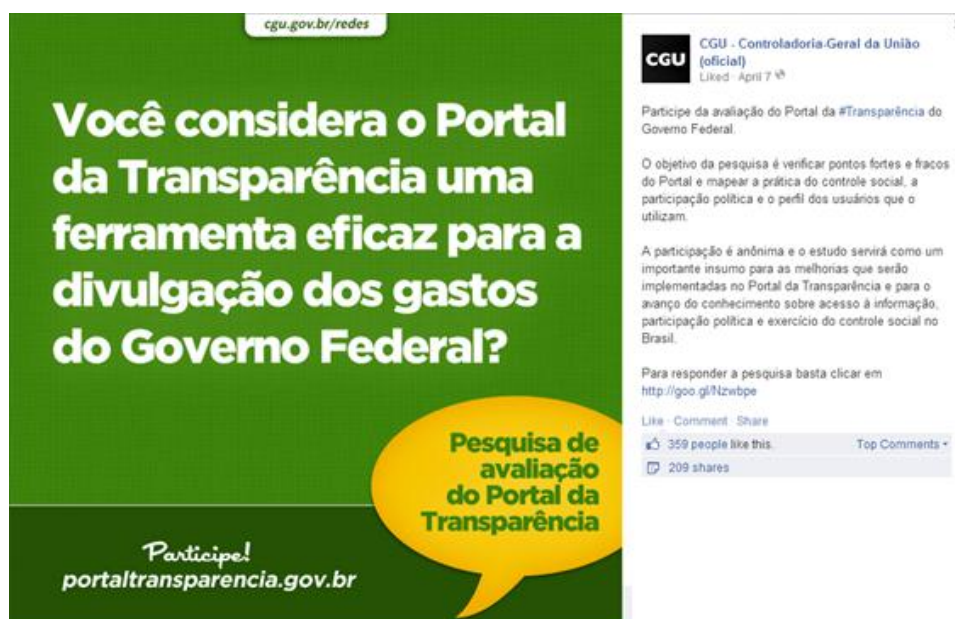 cgu.gov.br/redes
Você considera o Portal
da Transparência uma
ferramenta eficaz para a
divulgação dos gastos
do Governo Federal?
Pesquisa de
avaliação
do Portal da
Transparência
Participe!
portaltransparencia.gov.br
CGU
CGU - Controladoria-Geral da União
(oficial)
Liked · April 7
Participe da avaliação do Portal da #Transparência do
Governo Federal.
O objetivo da pesquisa é verificar pontos fortes e fracos
do Portal e mapear a prática do controle social, a
participação política e o perfil dos usuários que o
utilizam.
A participação é anônima e o estudo servirá como um
importante insumo para as melhorias que serão
implementadas no Portal da Transparência e para o
avanço do conhecimento sobre acesso à informação,
participação política e exercício do controle social no
Brasil.
Para responder a pesquisa basta clicar em
http://goo.gl/Nzwbpe
Like · Comment · Share
359 people like this. Top Comments
209 shares